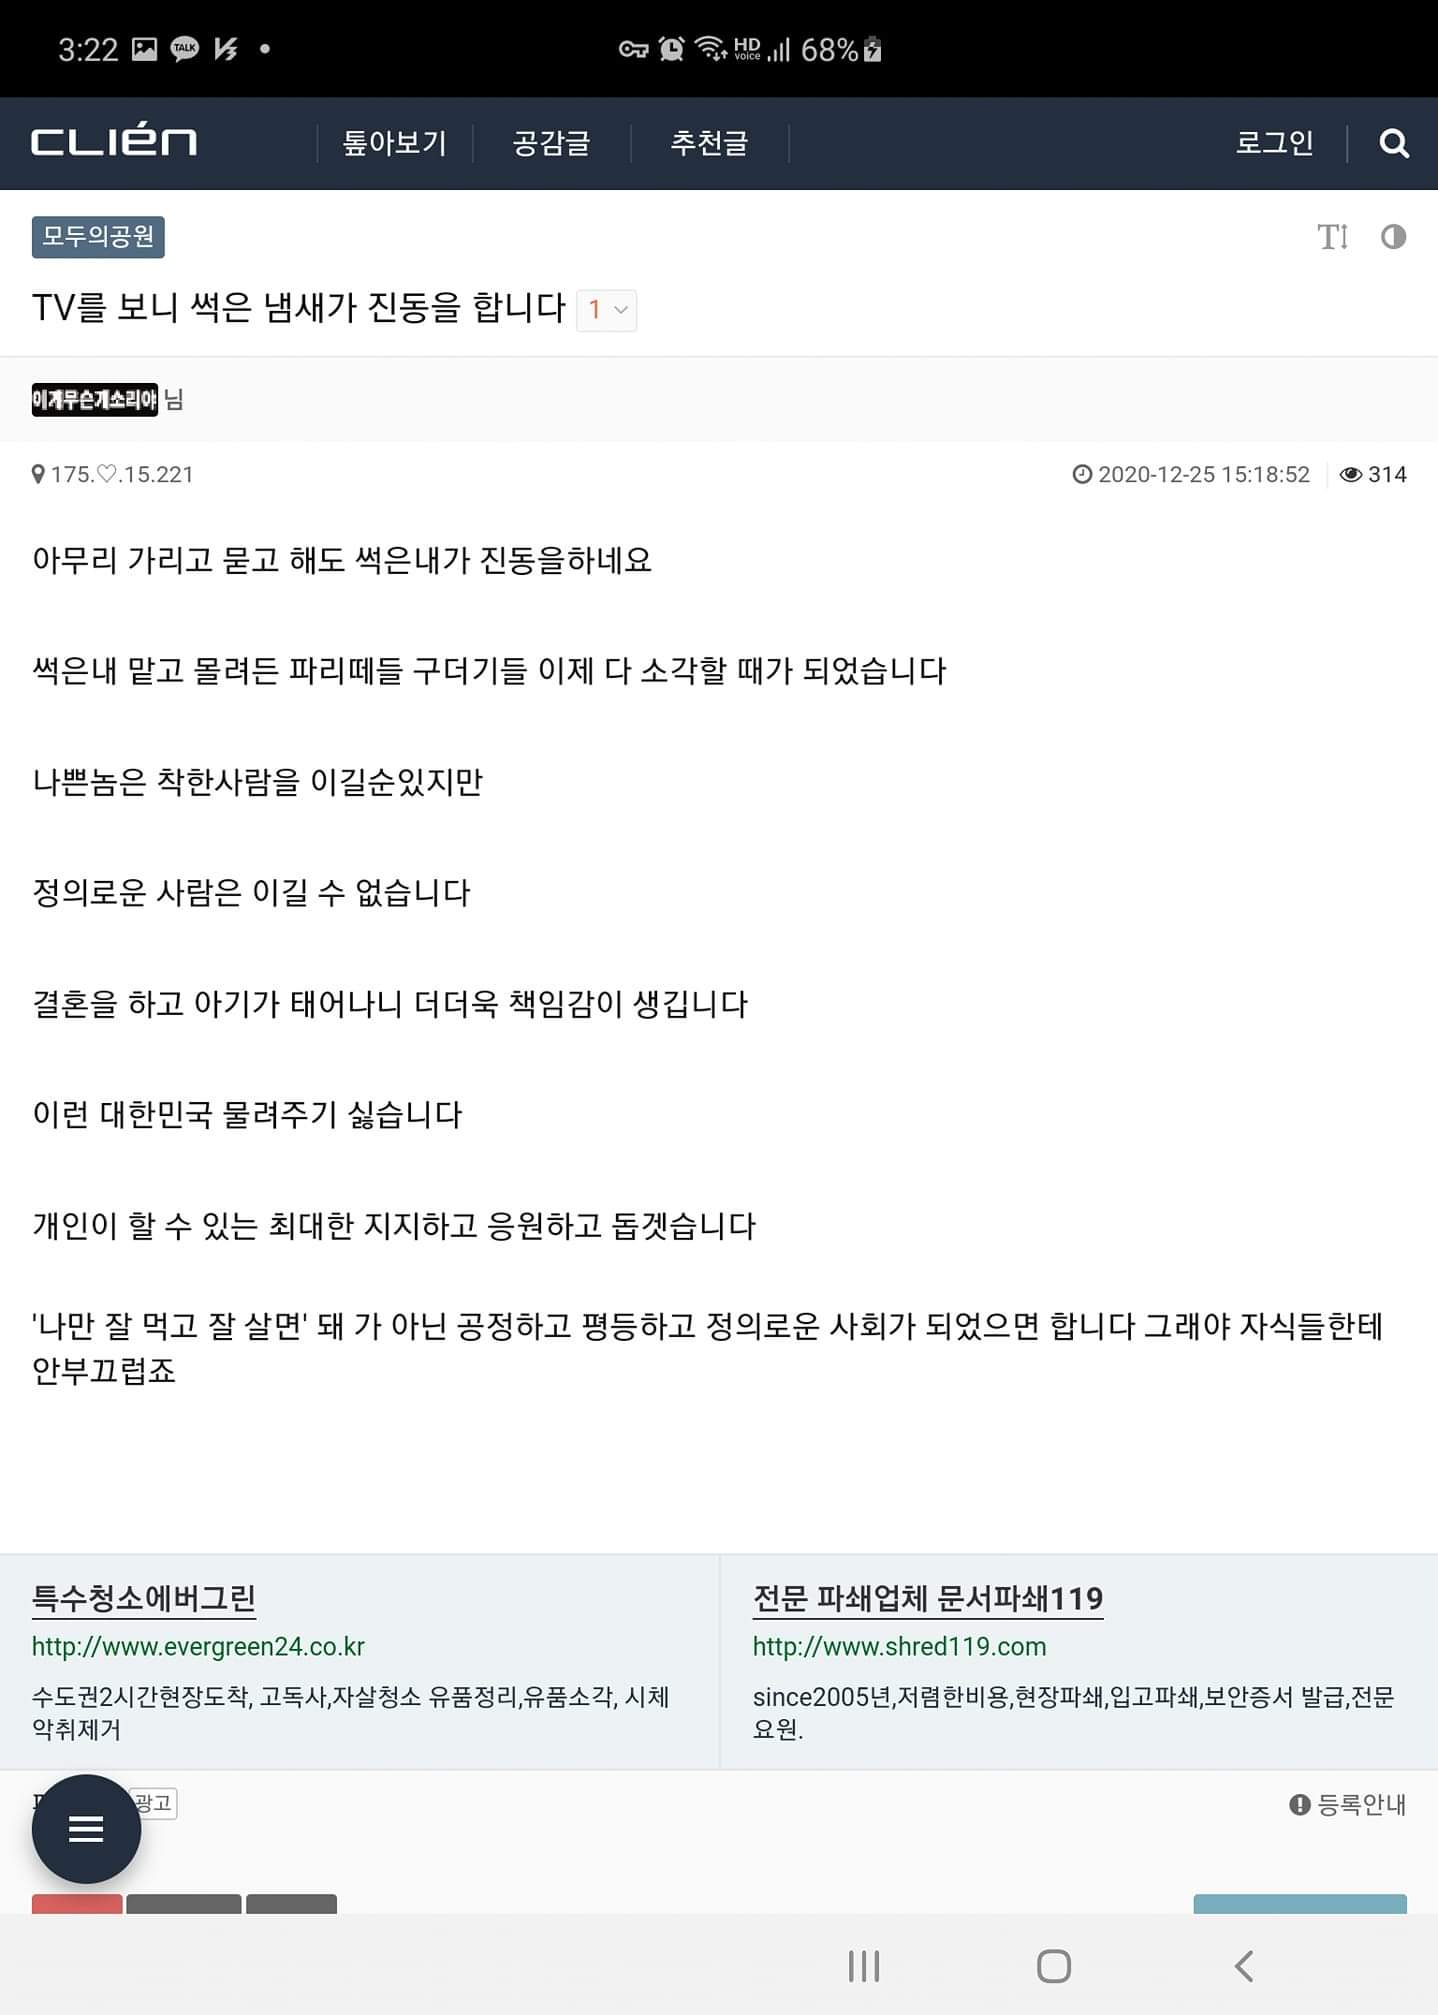 3:22 TALK HD voice 68%
CLIéN 톺아보기 공감글 추천글 로그인
모두의공원
TV를 보니 썩은 냄새가 진동을 합니다 1
이게무슨개소리야 님
175.♡.15.221 2020-12-25 15:18:52 314
아무리 가리고 묻고 해도 썩은내가 진동을하네요
썩은내 맡고 몰려든 파리떼들 구더기들 이제 다 소각할 때가 되었습니다
나쁜놈은 착한사람을 이길순있지만
정의로운 사람은 이길 수 없습니다
결혼을 하고 아기가 태어나니 더더욱 책임감이 생깁니다
이런 대한민국 물려주기 싫습니다
개인이 할 수 있는 최대한 지지하고 응원하고 돕겟습니다
'나만 잘 먹고 잘 살면' 돼 가 아닌 공정하고 평등하고 정의로운 사회가 되었으면 합니다 그래야 자식들한테
안부끄럽죠
특수청소에버그린
http://www.evergreen24.co.kr
수도권2시간현장도착, 고독사,자살청소 유품정리,유품소각, 시체
악취제거
전문 파쇄업체 문서파쇄119
http://www.shred119.com
since2005년,저렴한비용,현장파쇄,입고파쇄,보안증서 발급,전문
요원.
광고 등록안내